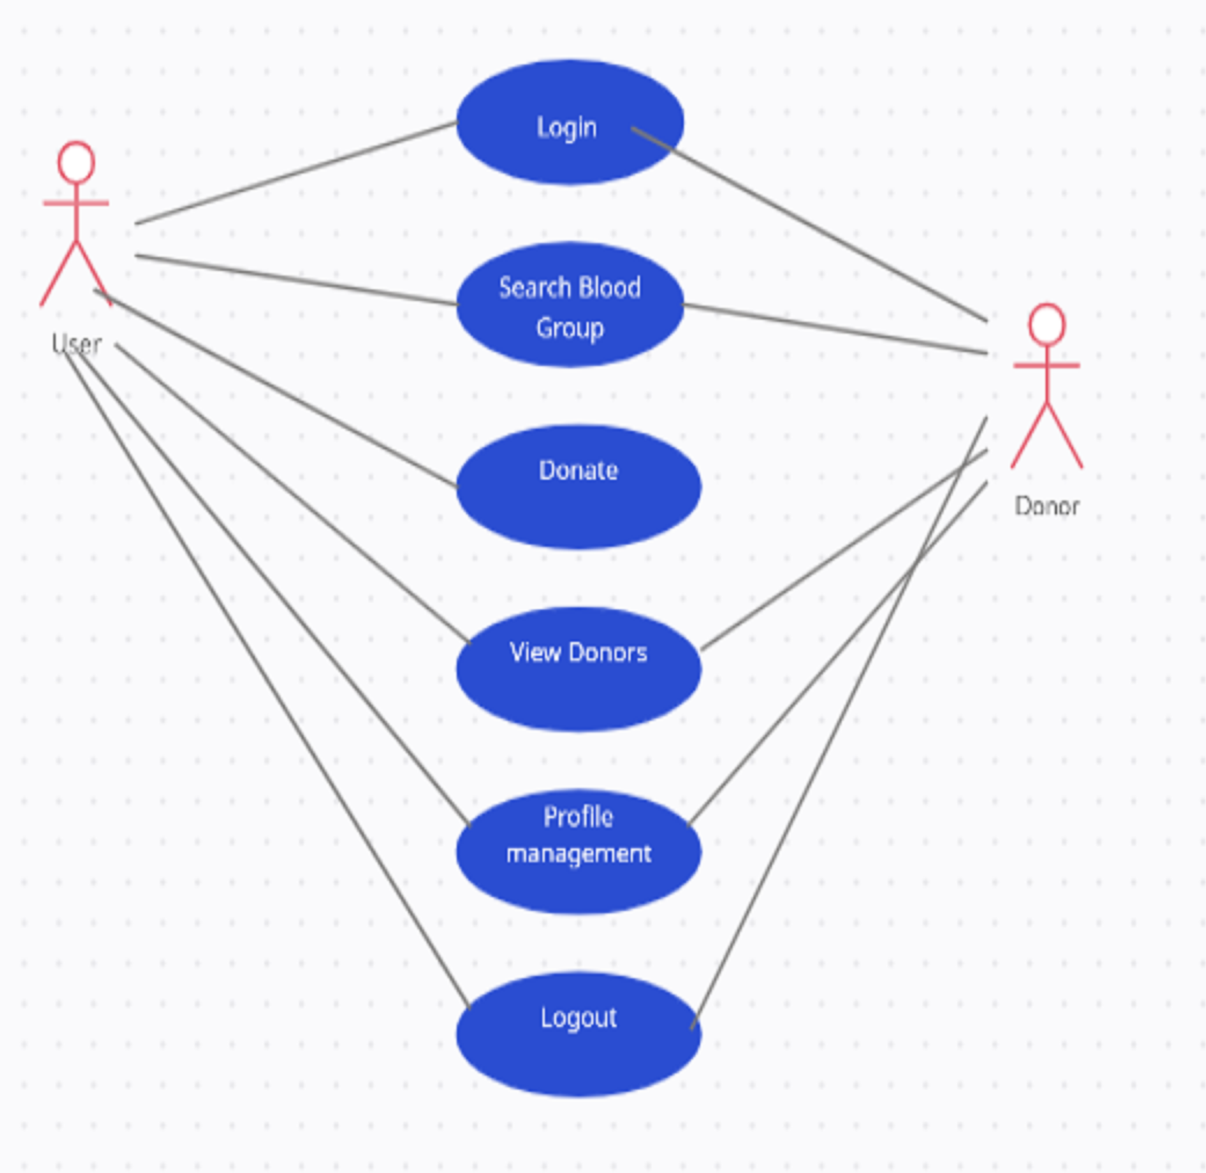 Login
Search Blood
Group
User
Donate
Donor
View Donors
Profile
management
Logout